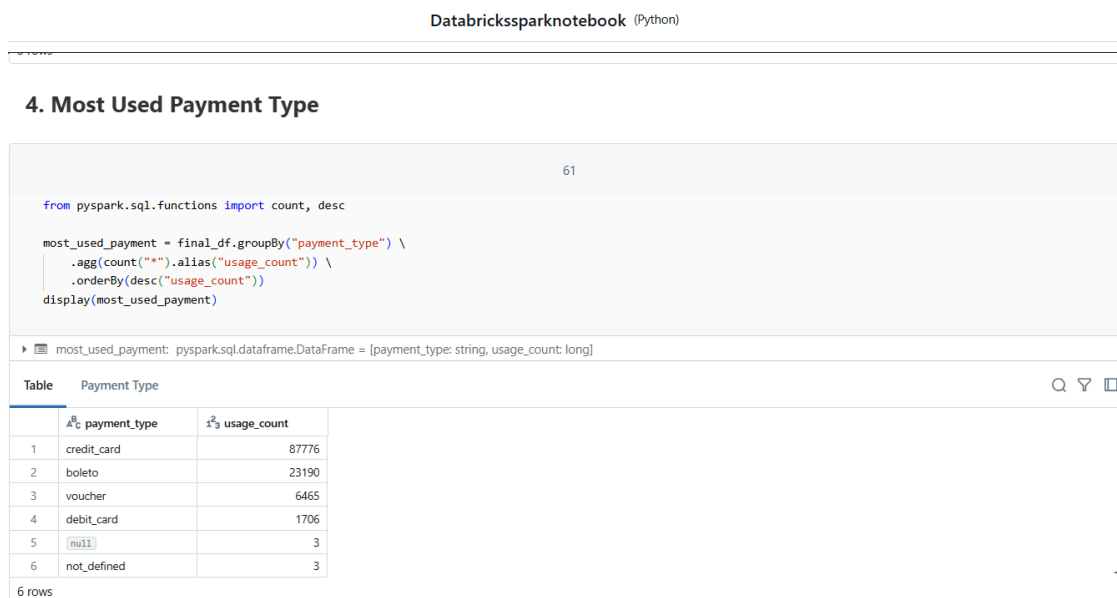 Databrickssparknotebook (Python)
4. Most Used Payment Type
61
from pyspark.sql.functions import count, desc
most_used_payment = final_df.groupBy("payment_type") \
.agg(count("*").alias("usage_count")) \
.orderBy(desc("usage_count"))
display(most_used_payment)
most_used_payment: pyspark.sql.dataframe.DataFrame = [payment_type: string, usage_count: long]
Table Payment Type
ABC payment_type 123 usage_count
1 credit_card 87776
2 boleto 23190
3 voucher 6465
4 debit_card 1706
5 null 3
6 not_defined 3
6 rows